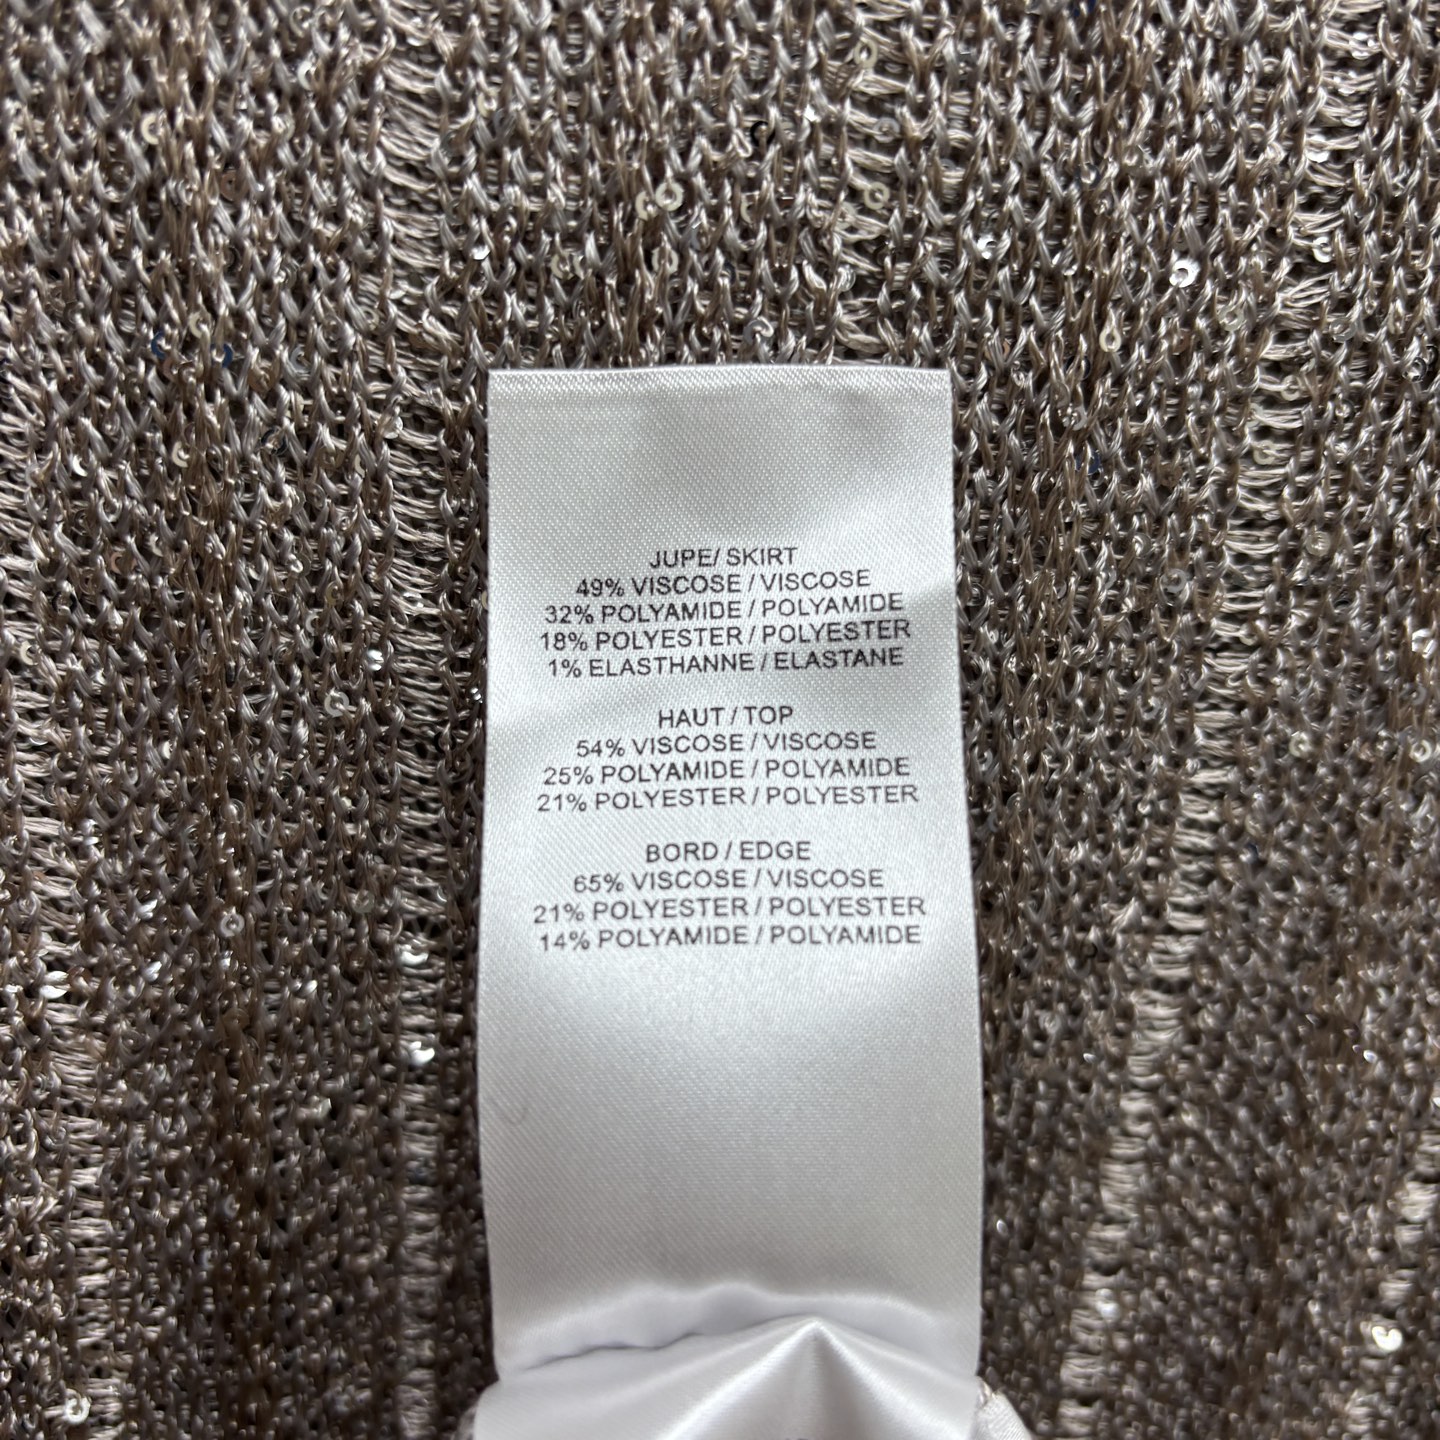 JUPE/ SKIRT
49% VISCOSE / VISCOSE
32% POLYAMIDE / POLYAMIDE
18% POLYESTER / POLYESTER
1% ELASTHANNE / ELASTANE
HAUT / TOP
54% VISCOSE / VISCOSE
25% POLYAMIDE / POLYAMIDE
21% POLYESTER / POLYESTER
BORD / EDGE
65% VISCOSE / VISCOSE
21% POLYESTER / POLYESTER
14% POLYAMIDE / POLYAMIDE